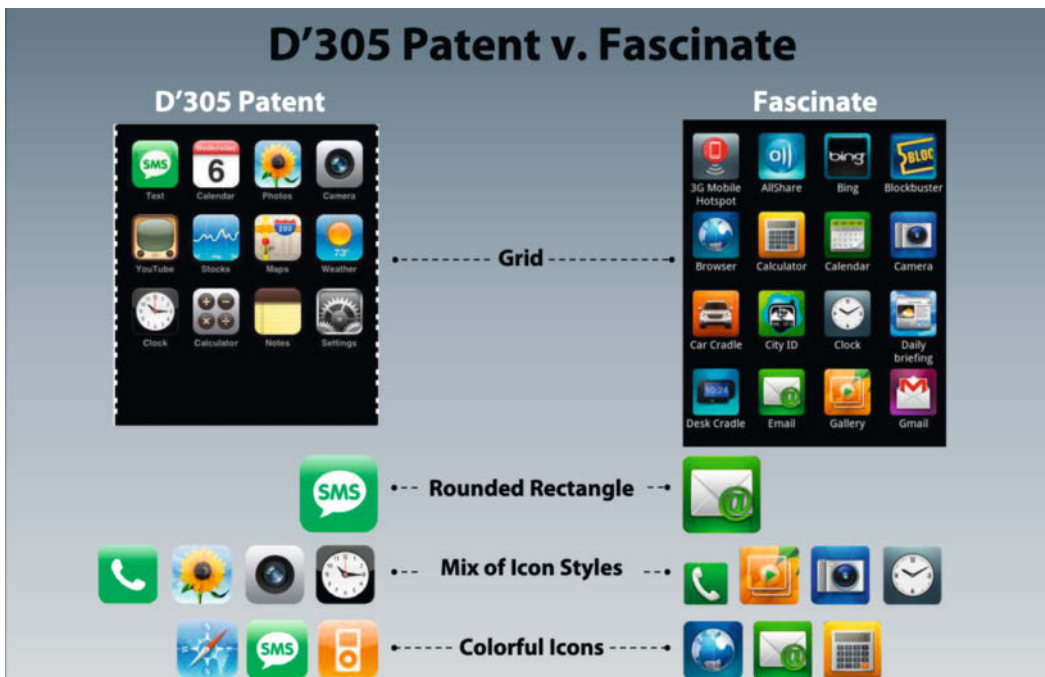 D'305 Patent v. Fascinate
D'305 Patent
Fascinate
SMS
Wednesday
6
Text
Calendar
Photos
Camera
280
73°
YouTube
Stocks
Maps
Weather
Clock
Calculator
Notes
Settings
bing
BLOC
3G Mobile
Hotspot
AllShare
Bing
Blockbuster
Browser
Calculator
Calendar
Camera
Car Cradle
City ID
Clock
Daily
briefing
10:24
@
Desk Cradle
Email
Gallery
Gmail
Grid
SMS
Rounded Rectangle
@
Mix of Icon Styles
SMS
Colorful Icons
@